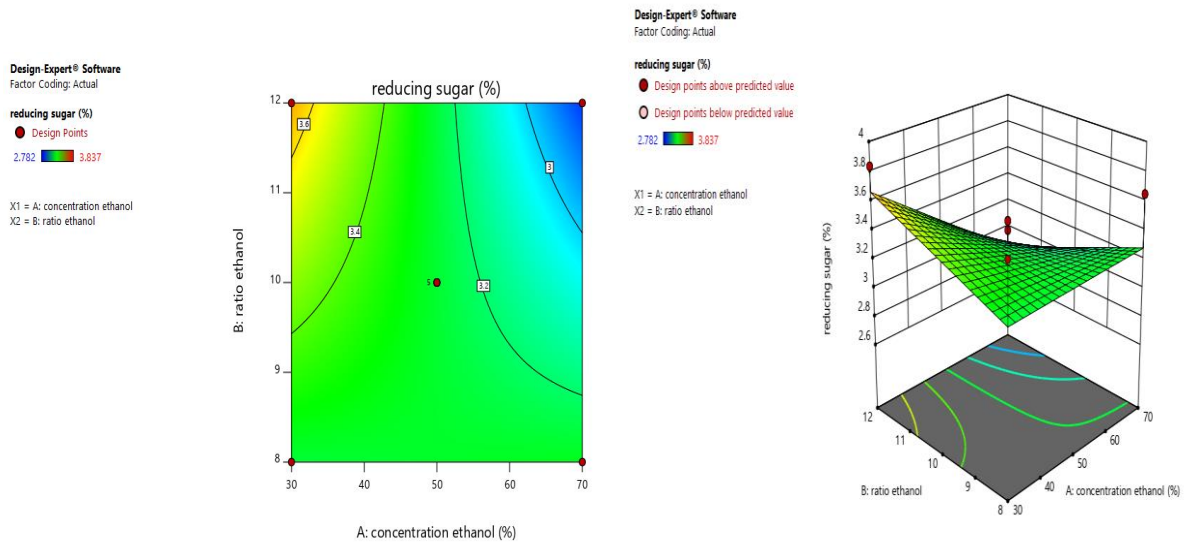 Design-Expert® Software
Factor Coding: Actual
reducing sugar (%)
Design Points
2.782 3.837
X1 = A: concentration ethanol
X2 = B: ratio ethanol
reducing sugar (%)
12
11
10
9
8
B: ratio ethanol
3.6
3.4
3.2
3
5
30 40 50 60 70
A: concentration ethanol (%)
Design-Expert® Software
Factor Coding: Actual
reducing sugar (%)
Design points above predicted value
Design points below predicted value
2.782 3.837
X1 = A: concentration ethanol
X2 = B: ratio ethanol
4
3.8
3.6
3.4
3.2
3
2.8
2.6
reducing sugar (%)
12
11
10
9
8
B: ratio ethanol
30
40
50
60
70
A: concentration ethanol (%)